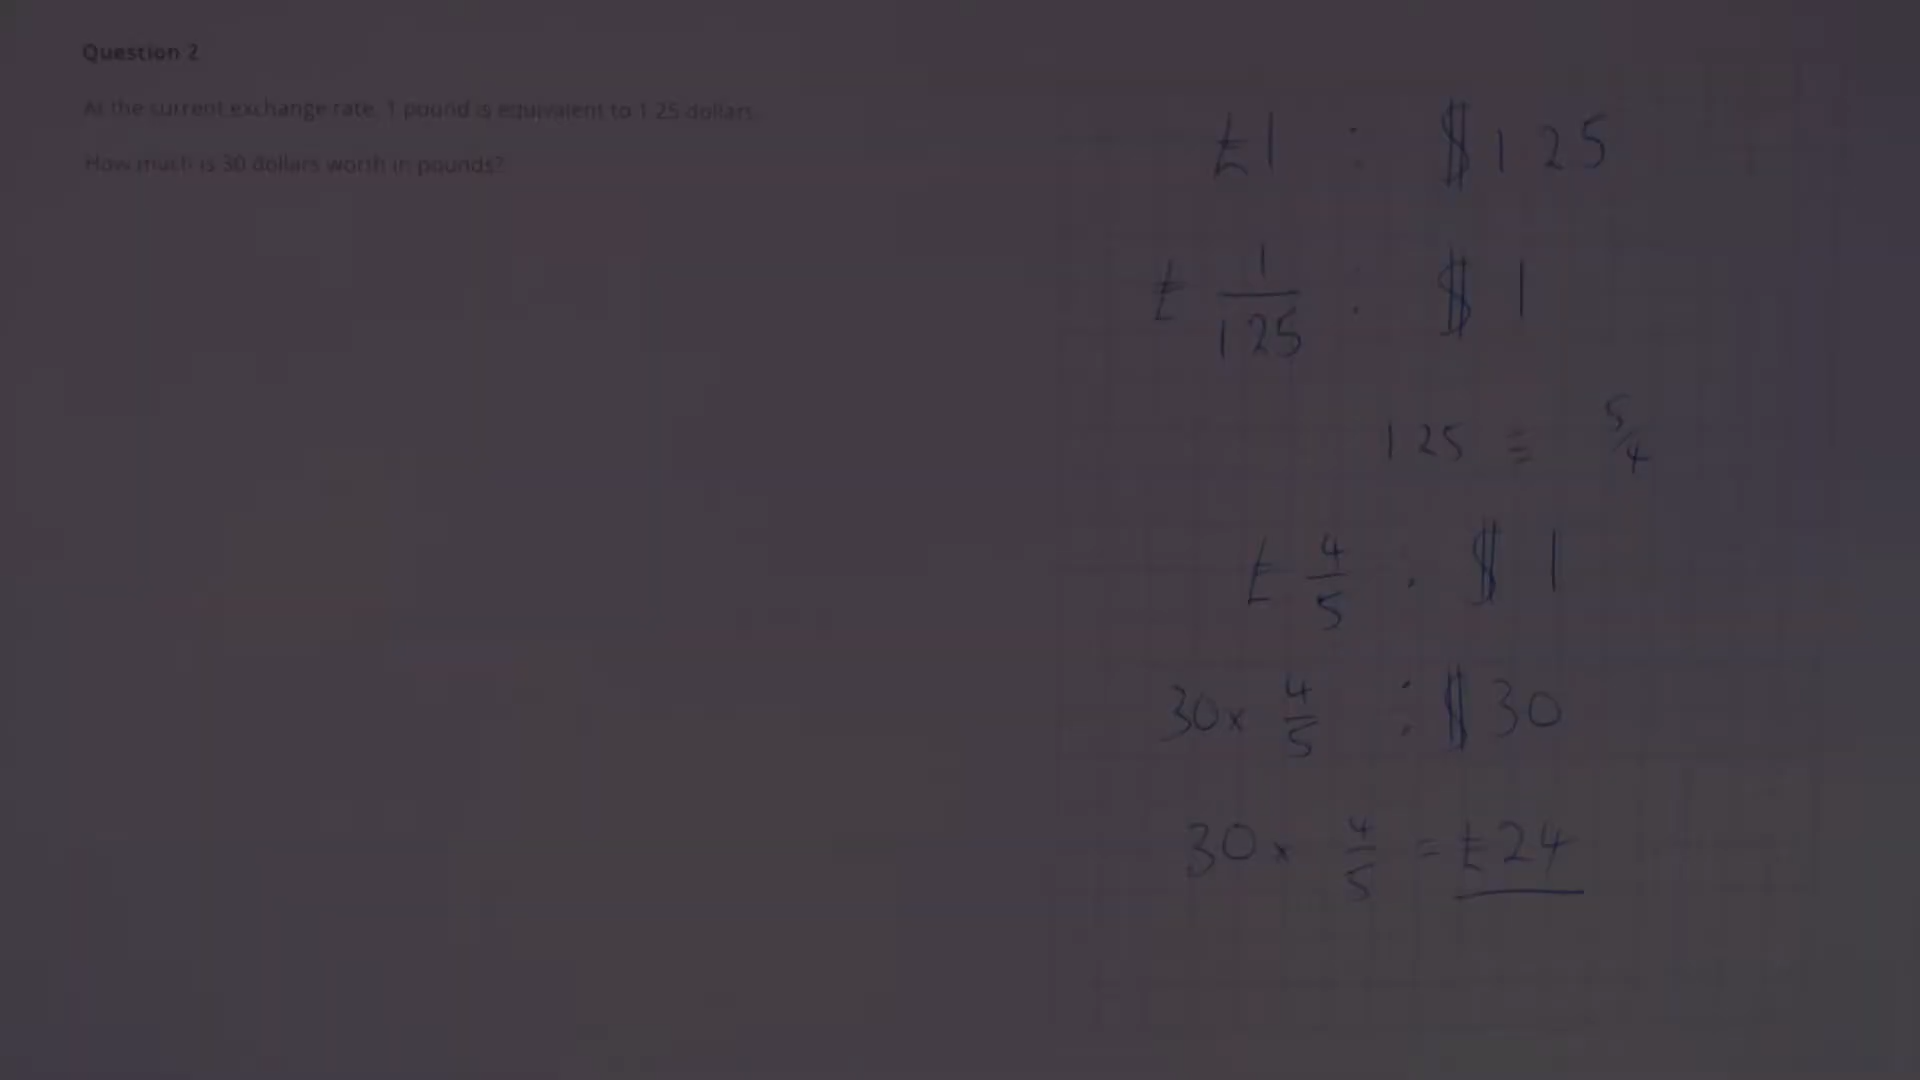 Question 2
At the current exchange rate, 1 pound is equivalent to 1.25 dollars.
How much is 30 dollars worth in pounds?
£1 : $1.25
£ 1/1.25 : $1
1.25 ≡ 5/4
£ 4/5 : $1
30 × 4/5 : $30
30 × 4/5 = £24